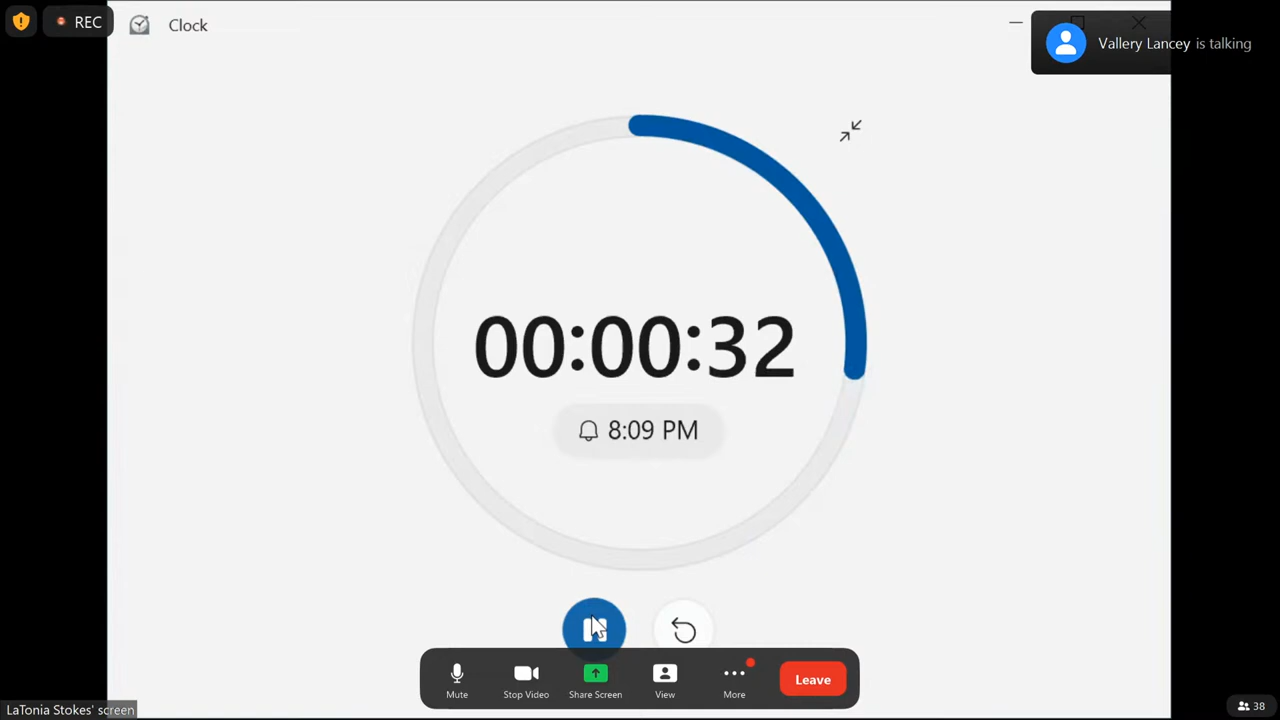 REC
Clock
Vallery Lancey is talking
00:00:32
8:09 PM
Mute
Stop Video
Share Screen
View
More
Leave
LaTonia Stokes' screen
38